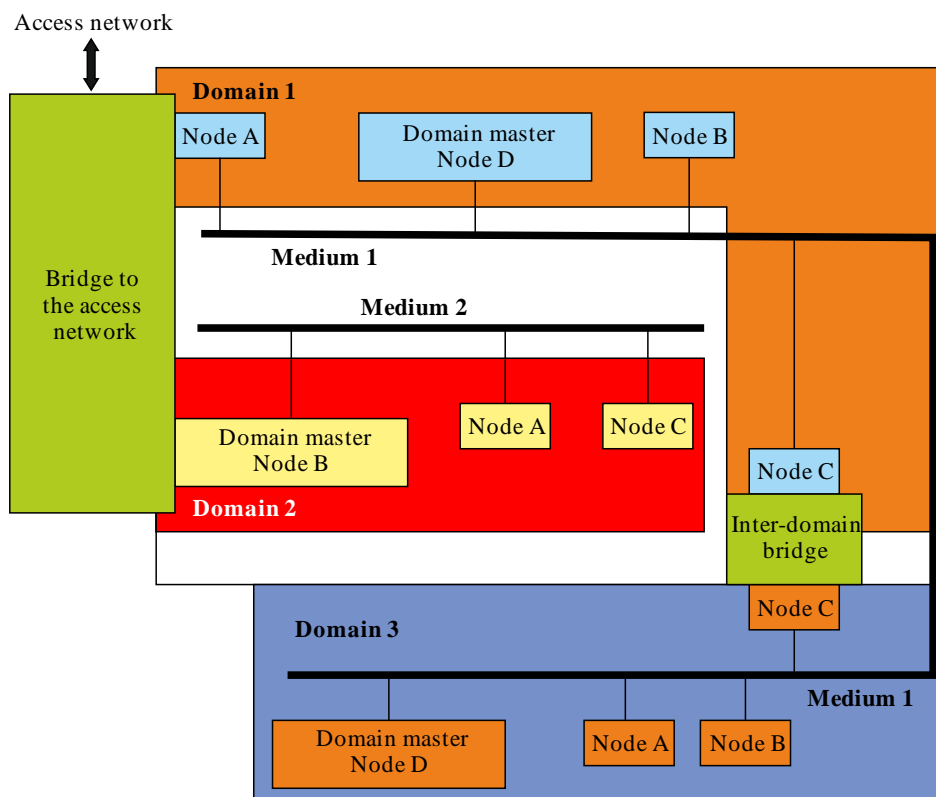 Access network
Domain 1
Node A
Domain master
Node D
Node B
Medium 1
Bridge to
the access
network
Medium 2
Domain master
Node B
Node A
Node C
Domain 2
Node C
Inter-domain
bridge
Node C
Domain 3
Medium 1
Domain master
Node D
Node A
Node B